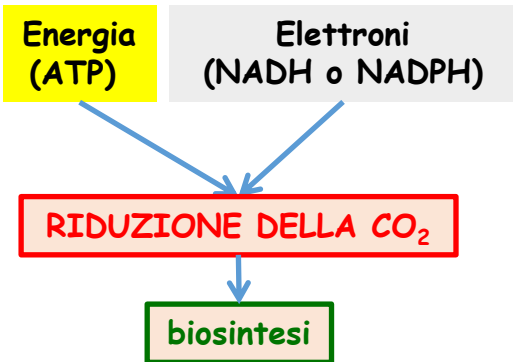 Energia
(ATP)
Elettroni
(NADH o NADPH)
RIDUZIONE DELLA CO₂
biosintesi